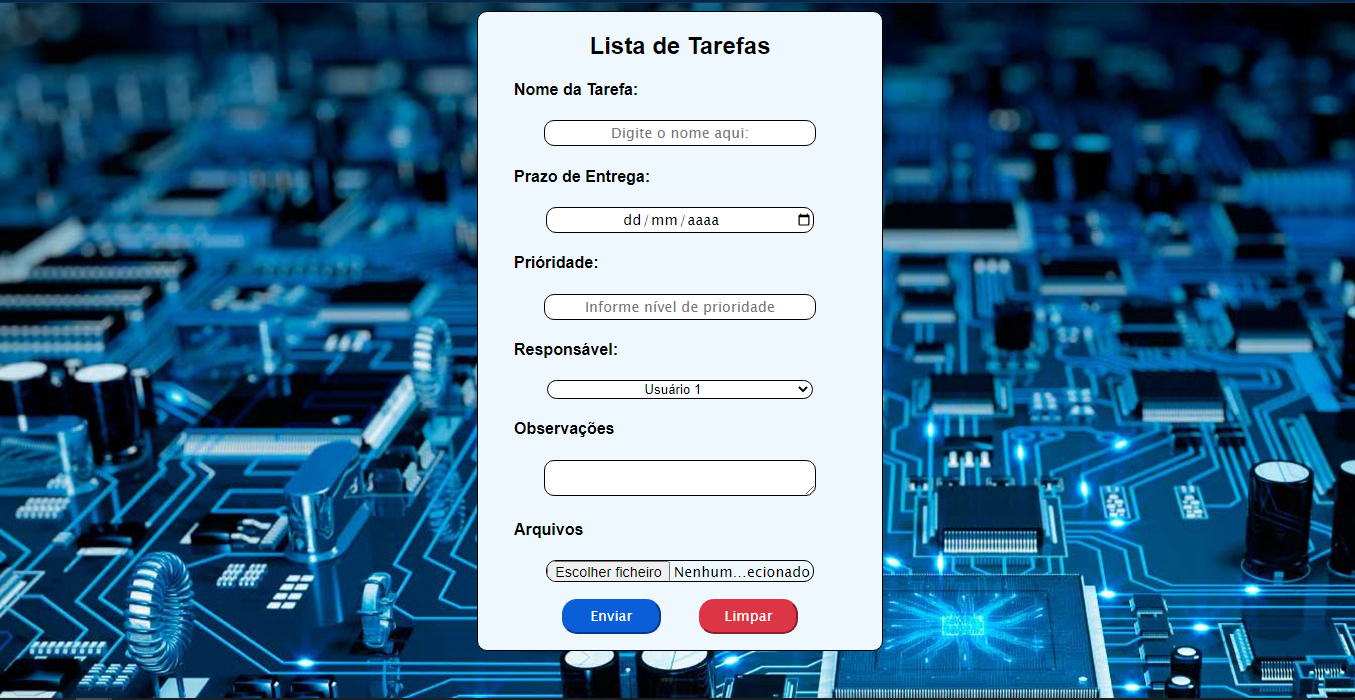 Lista de Tarefas
Nome da Tarefa:
Digite o nome aqui:
Prazo de Entrega:
dd/mm/aaaa
Prióridade:
Informe nível de prioridade
Responsável:
Usuário 1
Observações
Arquivos
Escolher ficheiro Nenhum...ecionado
Enviar Limpar